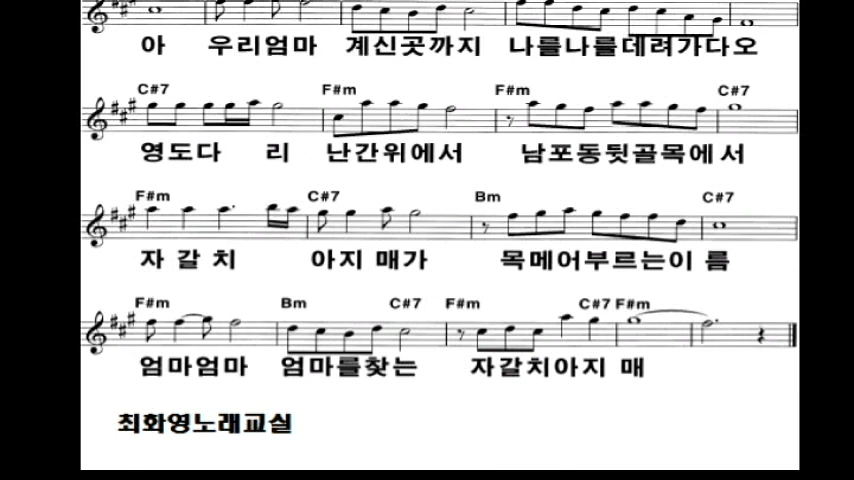 아 우리엄마 계신곳까지 나를나를데려가다오
C#7 F#m F#m C#7
영도다 리 난간위에서 남포동뒷골목에서
F#m C#7 Bm C#7
자 갈 치 아지 매가 목메어부르는이 름
F#m Bm C#7 F#m C#7 F#m
엄마엄마 엄마를찾는 자갈치아지 매
최화영노래교실